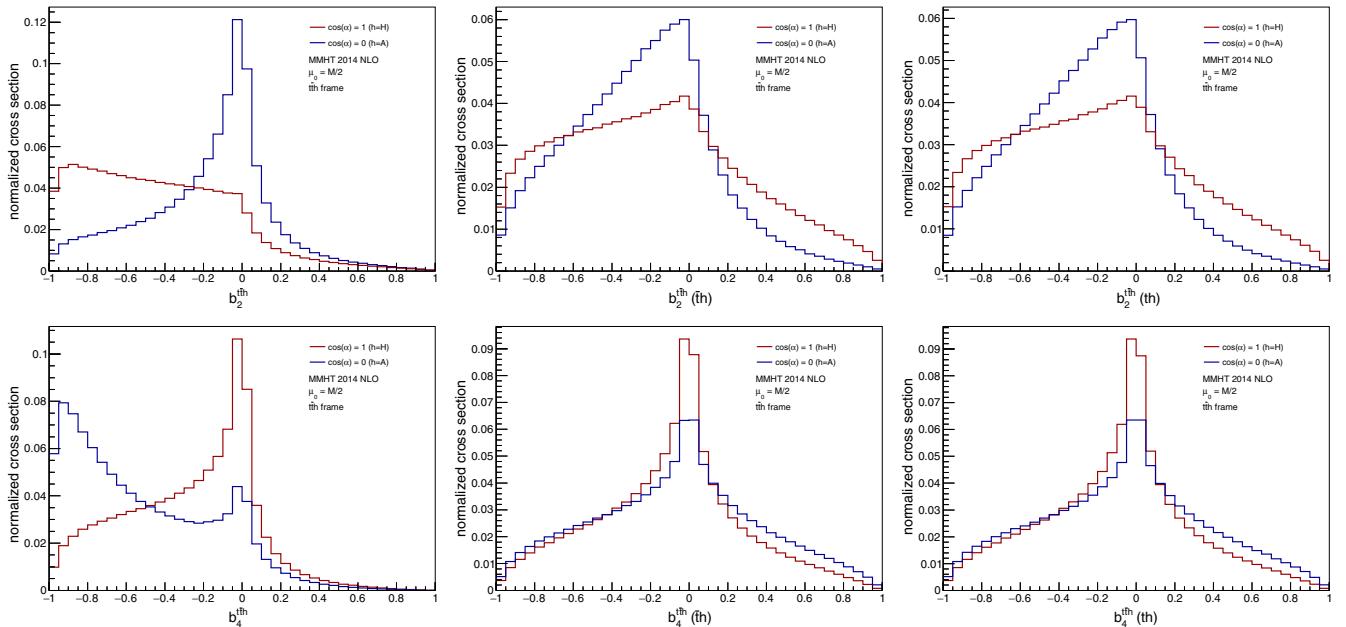 normalized cross section
0.12
0.1
0.08
0.06
0.04
0.02
0
cos(α) = 1 (h=H)
cos(α) = 0 (h=A)
MMHT 2014 NLO
μ₀ = M/2
tt̄h frame
−1 −0.8 −0.6 −0.4 −0.2 0 0.2 0.4 0.6 0.8 1
b₂^tt̄h
normalized cross section
0.06
0.05
0.04
0.03
0.02
0.01
0
cos(α) = 1 (h=H)
cos(α) = 0 (h=A)
MMHT 2014 NLO
μ₀ = M/2
tt̄h frame
−1 −0.8 −0.6 −0.4 −0.2 0 0.2 0.4 0.6 0.8 1
b₂^tt̄h (t̄h)
normalized cross section
0.06
0.05
0.04
0.03
0.02
0.01
0
cos(α) = 1 (h=H)
cos(α) = 0 (h=A)
MMHT 2014 NLO
μ₀ = M/2
tt̄h frame
−1 −0.8 −0.6 −0.4 −0.2 0 0.2 0.4 0.6 0.8 1
b₂^tt̄h (th)
normalized cross section
0.1
0.08
0.06
0.04
0.02
0
cos(α) = 1 (h=H)
cos(α) = 0 (h=A)
MMHT 2014 NLO
μ₀ = M/2
tt̄h frame
−1 −0.8 −0.6 −0.4 −0.2 0 0.2 0.4 0.6 0.8 1
b₄^tt̄h
normalized cross section
0.09
0.08
0.07
0.06
0.05
0.04
0.03
0.02
0.01
0
cos(α) = 1 (h=H)
cos(α) = 0 (h=A)
MMHT 2014 NLO
μ₀ = M/2
tt̄h frame
−1 −0.8 −0.6 −0.4 −0.2 0 0.2 0.4 0.6 0.8 1
b₄^tt̄h (t̄h)
normalized cross section
0.09
0.08
0.07
0.06
0.05
0.04
0.03
0.02
0.01
0
cos(α) = 1 (h=H)
cos(α) = 0 (h=A)
MMHT 2014 NLO
μ₀ = M/2
tt̄h frame
−1 −0.8 −0.6 −0.4 −0.2 0 0.2 0.4 0.6 0.8 1
b₄^tt̄h (th)